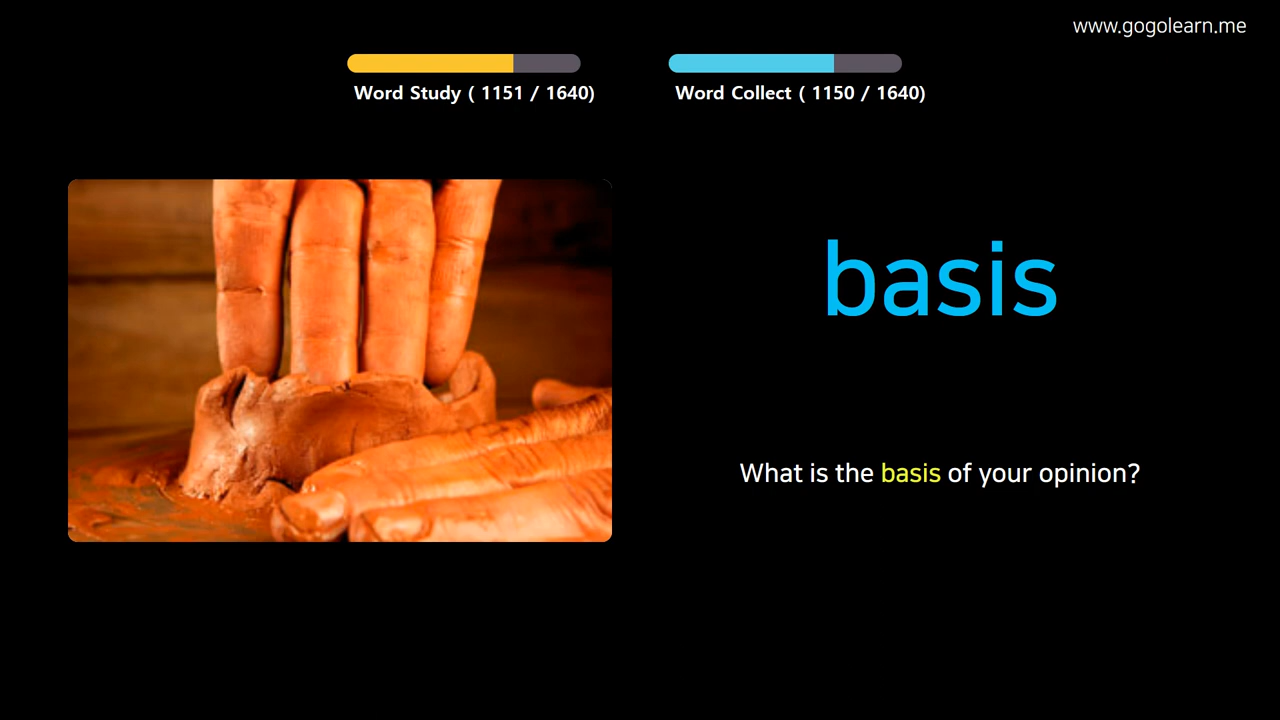 www.gogolearn.me
Word Study ( 1151 / 1640)
Word Collect ( 1150 / 1640)
basis
What is the basis of your opinion?